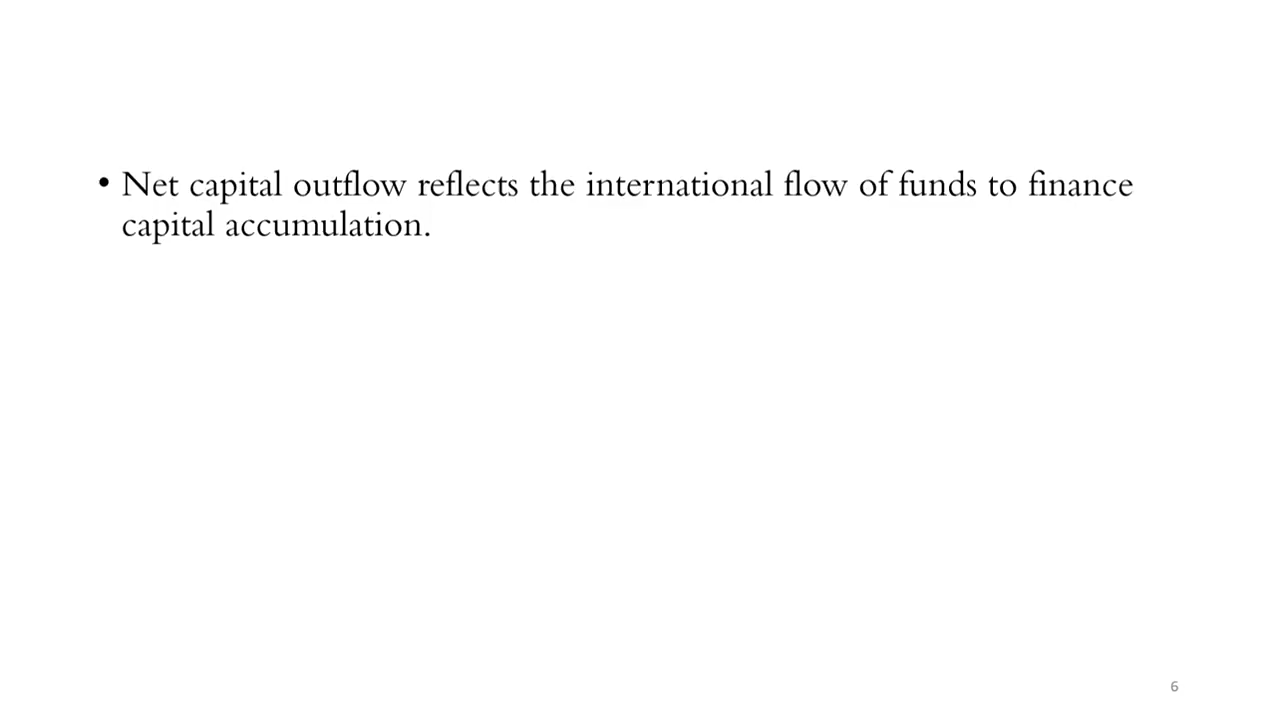 • Net capital outflow reflects the international flow of funds to finance
capital accumulation.
6